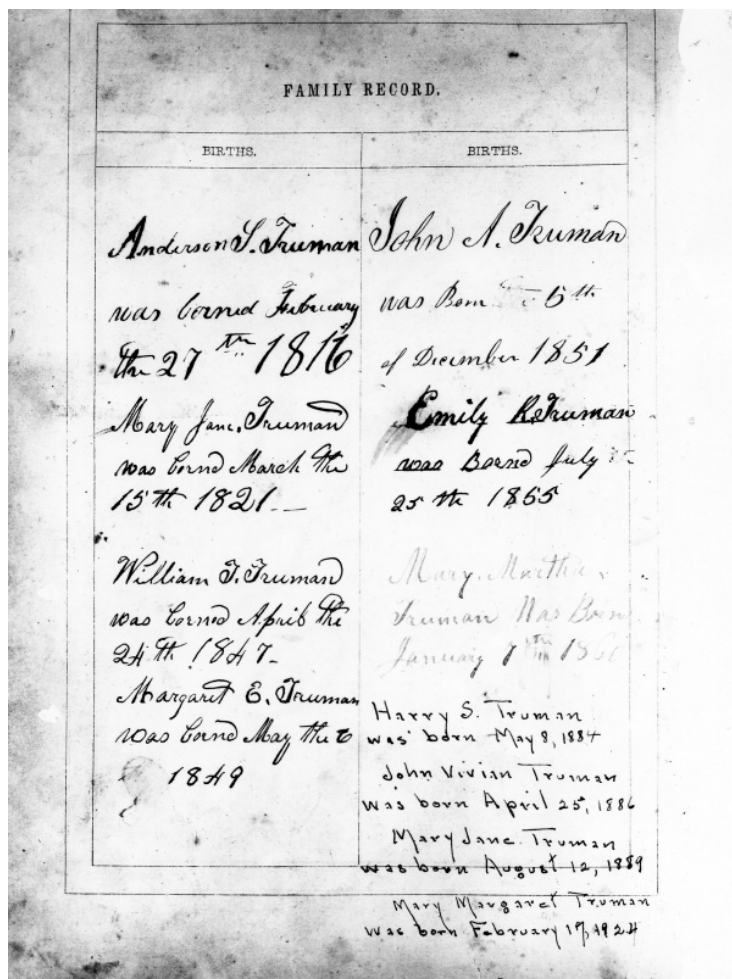 FAMILY RECORD.
BIRTHS.
Anderson S. Truman
was borned February
the 27th 1816
Mary Jane. Truman
was bornd March the
15th 1821
William T. Truman
was borned April the
24th 1847
Margaret E. Truman
was bornd May the
1849
BIRTHS.
John A. Truman
was Born 5th
of December 1851
Emily R Truman
was Bornd July
25th 1855
Mary. Martha.
Truman Was Born
January
Harry S. Truman
was born May 8, 1884
John Vivian Truman
was born April 25, 1886
Mary Jane Truman
was born August 12, 1889
Mary Margaret Truman
was born February 17, 1924